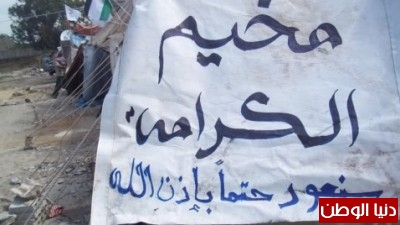 مخيم
الكرامة
سنعود حتماً بإذن الله
دنيا الوطن